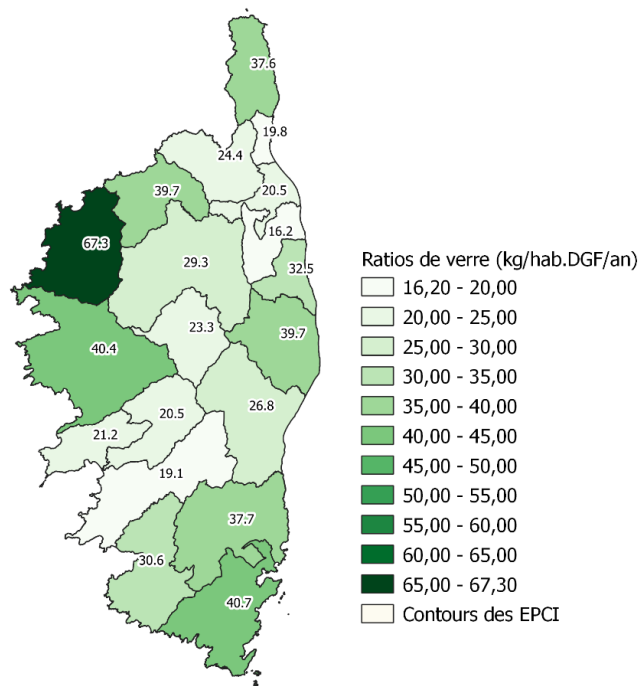 37.6
19.8
24.4
20.5
39.7
16.2
67.3
29.3
32.5
23.3
39.7
40.4
26.8
20.5
21.2
19.1
37.7
30.6
40.7
Ratios de verre (kg/hab.DGF/an)
16,20 - 20,00
20,00 - 25,00
25,00 - 30,00
30,00 - 35,00
35,00 - 40,00
40,00 - 45,00
45,00 - 50,00
50,00 - 55,00
55,00 - 60,00
60,00 - 65,00
65,00 - 67,30
Contours des EPCI